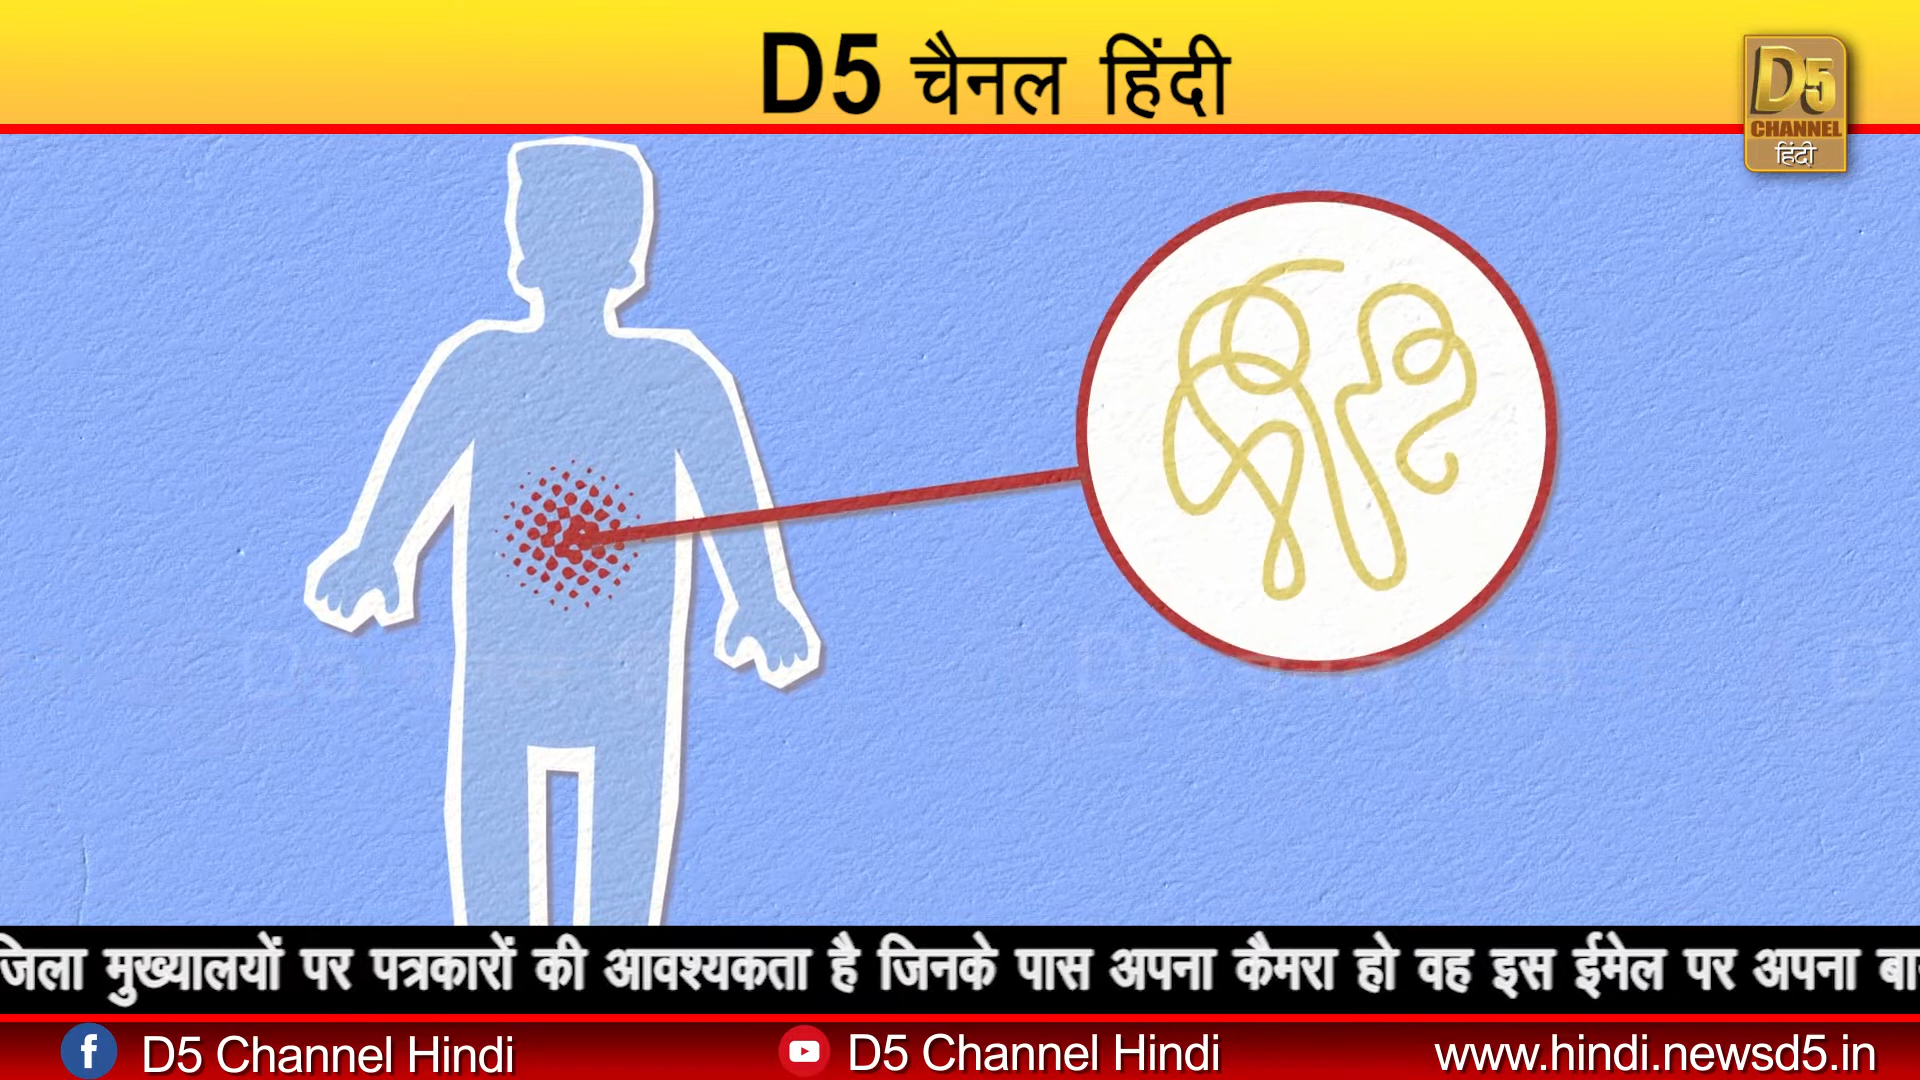 D5 चैनल हिंदी
D5
CHANNEL
हिंदी
जिला मुख्यालयों पर पत्रकारों की आवश्यकता है जिनके पास अपना कैमरा हो वह इस ईमेल पर अपना
D5 Channel Hindi
D5 Channel Hindi
www.hindi.newsd5.in